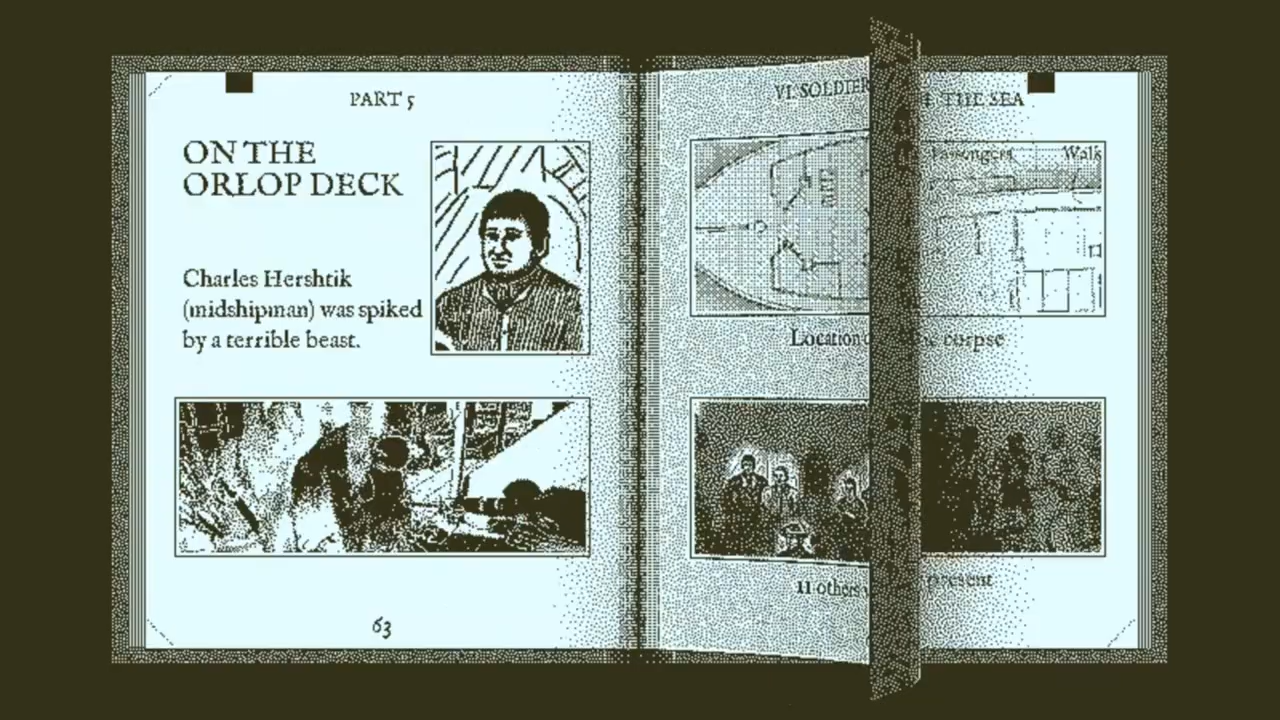 PART 5
ON THE
ORLOP DECK
Charles Hershtik
(midshipman) was spiked
by a terrible beast.
63
VI. SOLDIER
THE SEA
Passengers
Walk
Location
corpse
11 others
present